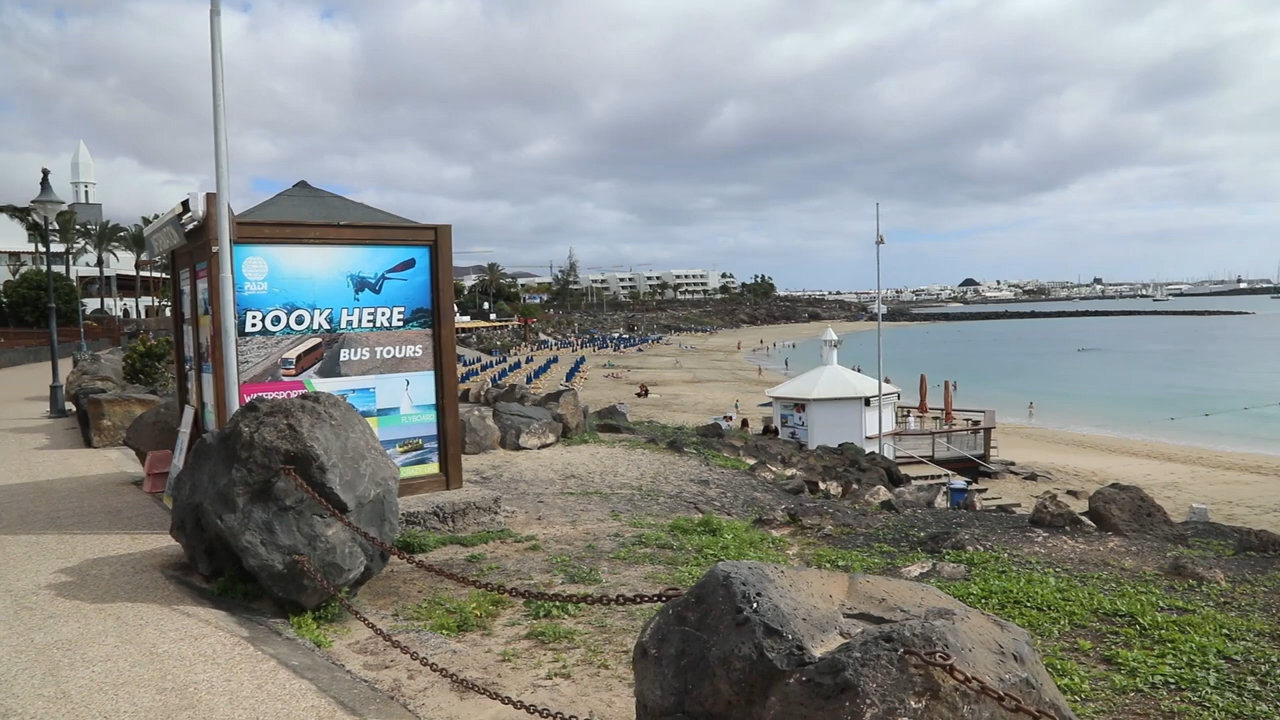 PADI
BOOK HERE
BUS TOURS
WATERSPORTS
FLYBOARD